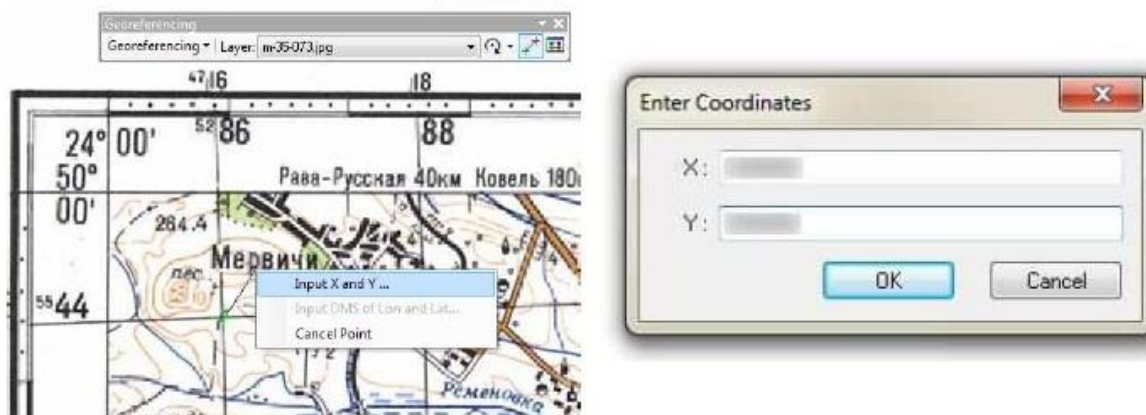 Georeferencing
Georeferencing Layer: m-35-073.jpg
47 16 18
24° 00' 52 86 88
50° Рава-Русская 40км Ковель 180
00'
264.4
Мервичи
пес.
Input X and Y ...
Input DMS of Lon and Lat...
55 44
Cancel Point
Ременовка
Enter Coordinates
X:
Y:
OK Cancel